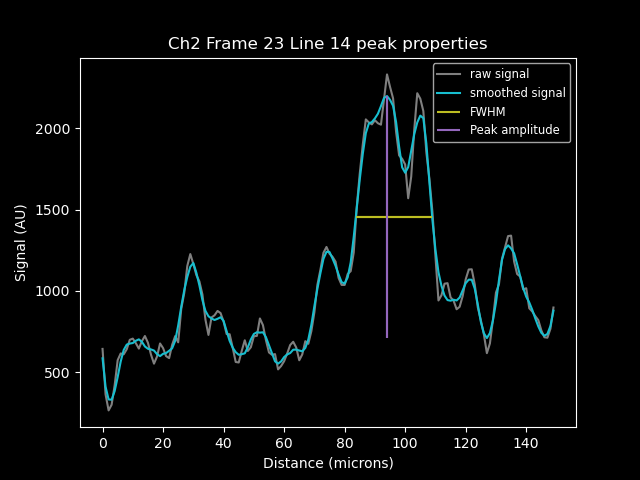 Ch2 Frame 23 Line 14 peak properties
raw signal
smoothed signal
FWHM
Peak amplitude
Signal (AU)
2000
1500
1000
500
0 20 40 60 80 100 120 140
Distance (microns)